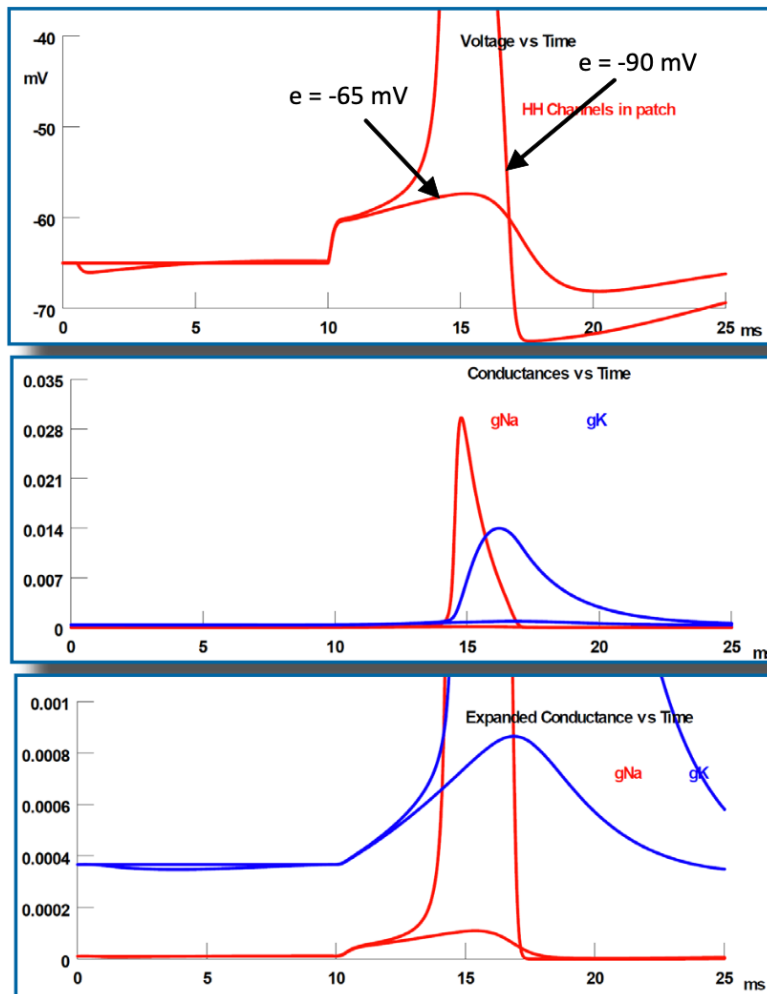 -40
Voltage vs Time
mV
e = -90 mV
e = -65 mV
HH Channels in patch
-50
-60
-70
0 5 10 15 20 25 ms
0.035
Conductances vs Time
0.028
gNa gK
0.021
0.014
0.007
0
0 5 10 15 20 25
ms
0.001
Expanded Conductance vs Time
0.0008
gNa gK
0.0006
0.0004
0.0002
0
0 5 10 15 20 25 ms